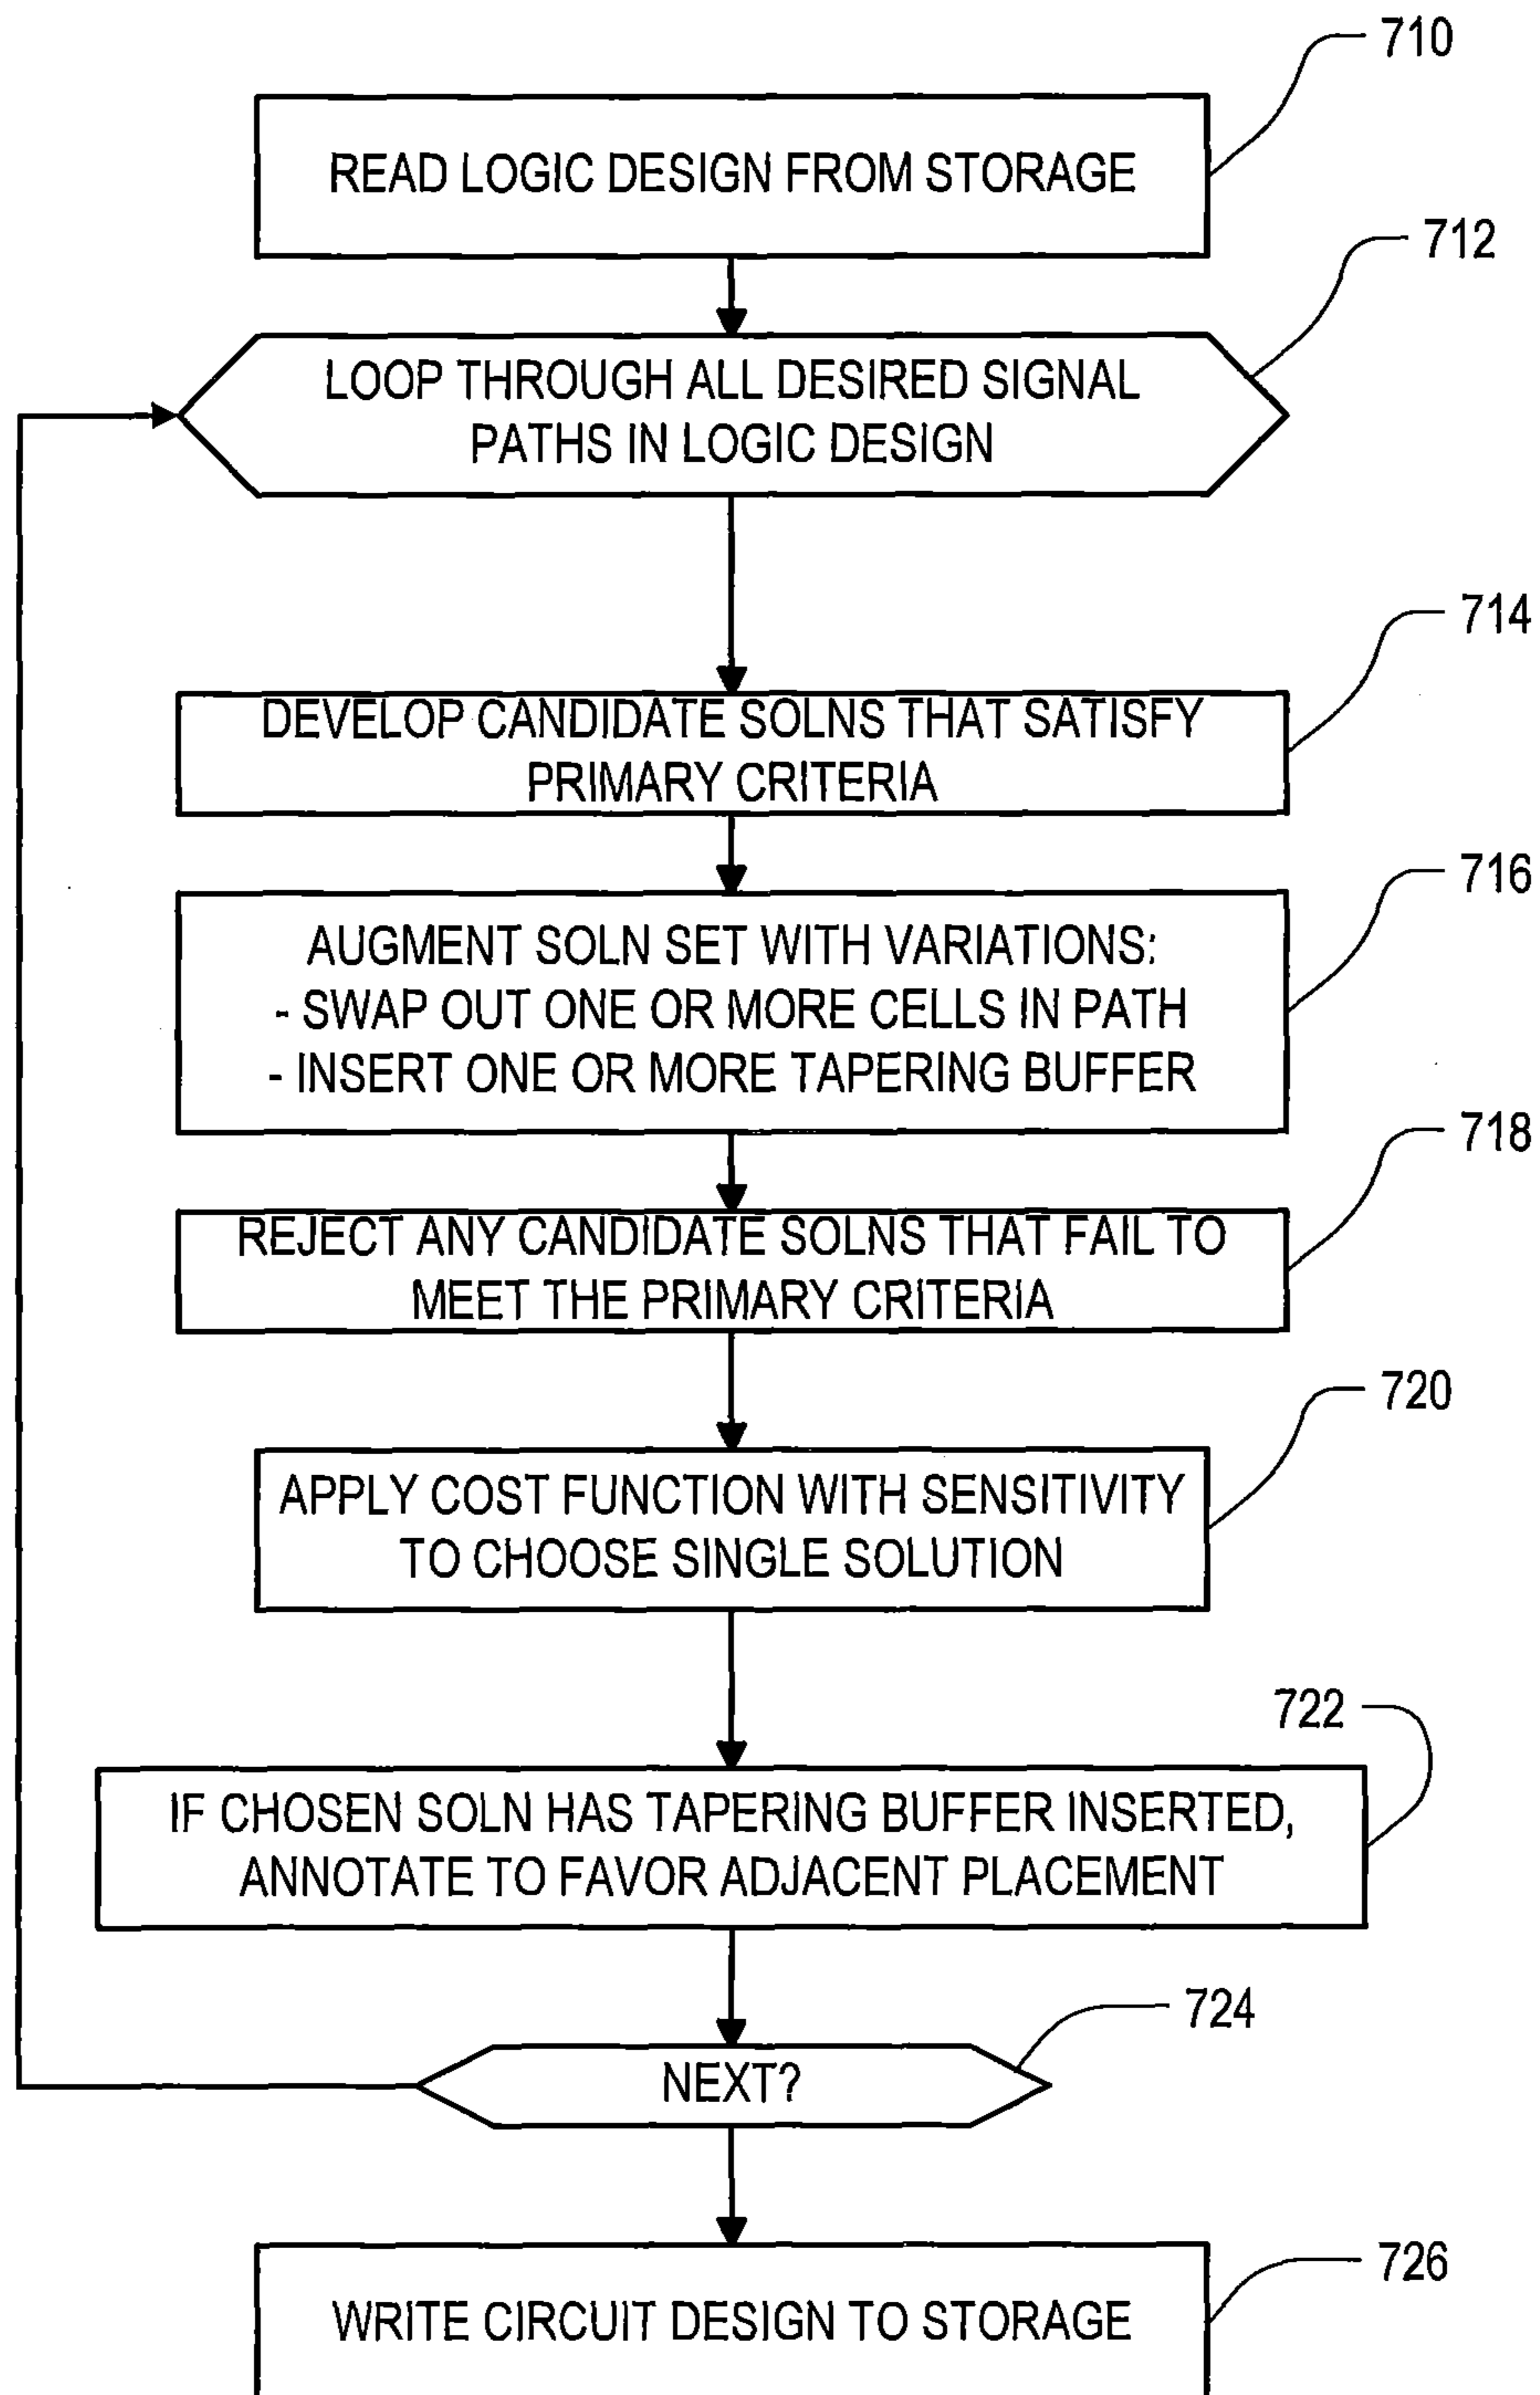 710
READ LOGIC DESIGN FROM STORAGE
712
LOOP THROUGH ALL DESIRED SIGNAL
PATHS IN LOGIC DESIGN
714
DEVELOP CANDIDATE SOLNS THAT SATISFY
PRIMARY CRITERIA
716
AUGMENT SOLN SET WITH VARIATIONS:
- SWAP OUT ONE OR MORE CELLS IN PATH
- INSERT ONE OR MORE TAPERING BUFFER
718
REJECT ANY CANDIDATE SOLNS THAT FAIL TO
MEET THE PRIMARY CRITERIA
720
APPLY COST FUNCTION WITH SENSITIVITY
TO CHOOSE SINGLE SOLUTION
722
IF CHOSEN SOLN HAS TAPERING BUFFER INSERTED,
ANNOTATE TO FAVOR ADJACENT PLACEMENT
724
NEXT?
726
WRITE CIRCUIT DESIGN TO STORAGE